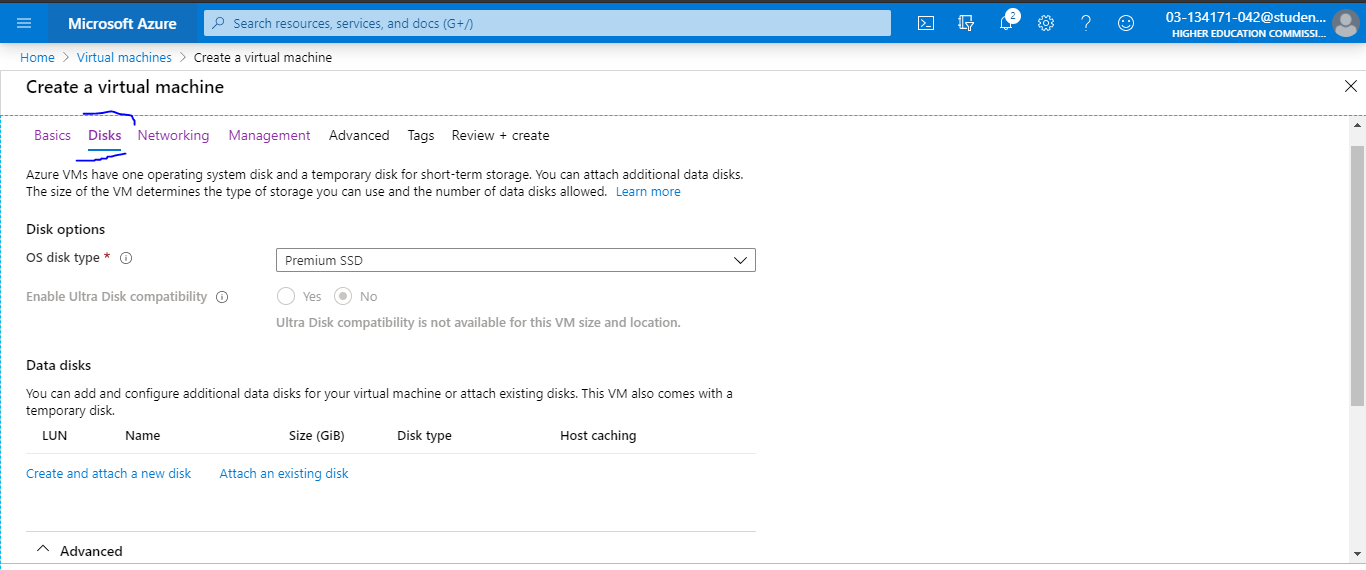 Microsoft Azure
Search resources, services, and docs (G+/)
2
03-134171-042@studen...
HIGHER EDUCATION COMMISSI...
Home > Virtual machines > Create a virtual machine
Create a virtual machine
Basics Disks Networking Management Advanced Tags Review + create
Azure VMs have one operating system disk and a temporary disk for short-term storage. You can attach additional data disks.
The size of the VM determines the type of storage you can use and the number of data disks allowed. Learn more
Disk options
OS disk type *
Premium SSD
Enable Ultra Disk compatibility
Yes No
Ultra Disk compatibility is not available for this VM size and location.
Data disks
You can add and configure additional data disks for your virtual machine or attach existing disks. This VM also comes with a
temporary disk.
LUN Name Size (GiB) Disk type Host caching
Create and attach a new disk Attach an existing disk
Advanced